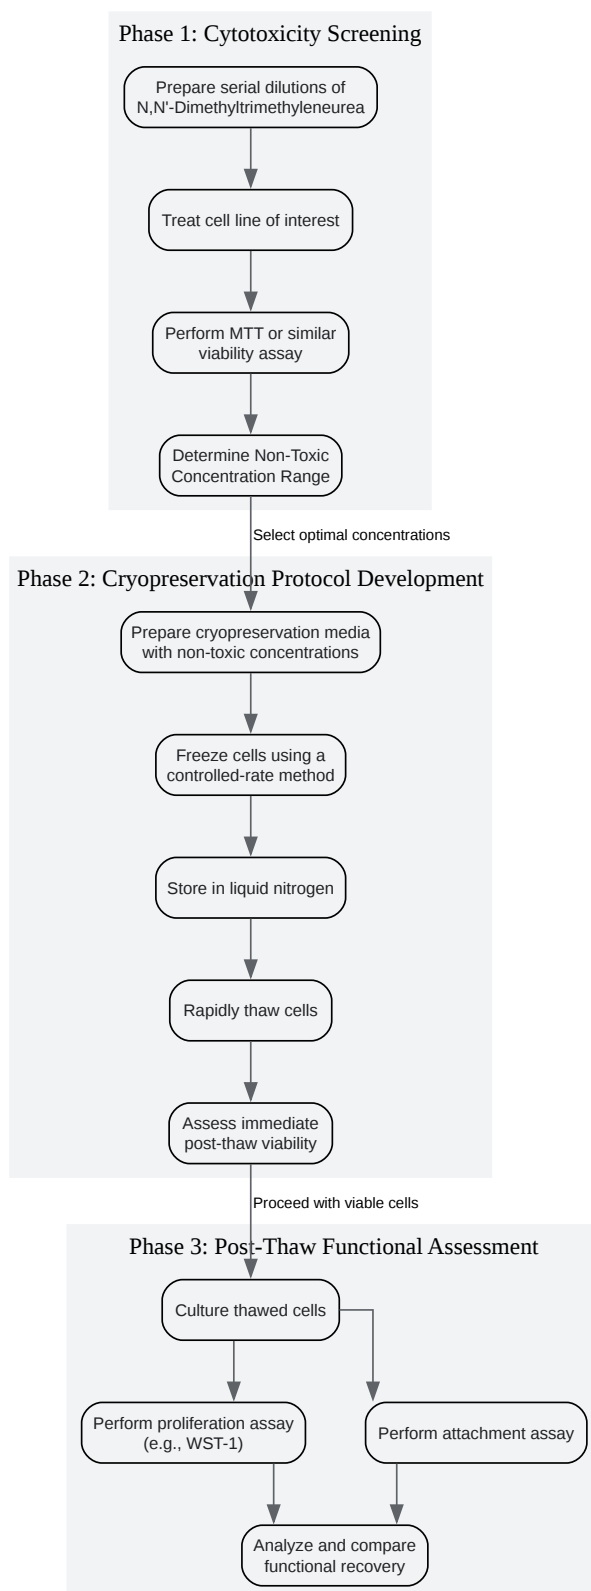 Phase 1: Cytotoxicity Screening
Prepare serial dilutions of
N,N'-Dimethyltrimethyleneurea
Treat cell line of interest
Perform MTT or similar
viability assay
Determine Non-Toxic
Concentration Range
Select optimal concentrations
Phase 2: Cryopreservation Protocol Development
Prepare cryopreservation media
with non-toxic concentrations
Freeze cells using a
controlled-rate method
Store in liquid nitrogen
Rapidly thaw cells
Assess immediate
post-thaw viability
Proceed with viable cells
Phase 3: Post-Thaw Functional Assessment
Culture thawed cells
Perform proliferation assay
(e.g., WST-1)
Perform attachment assay
Analyze and compare
functional recovery